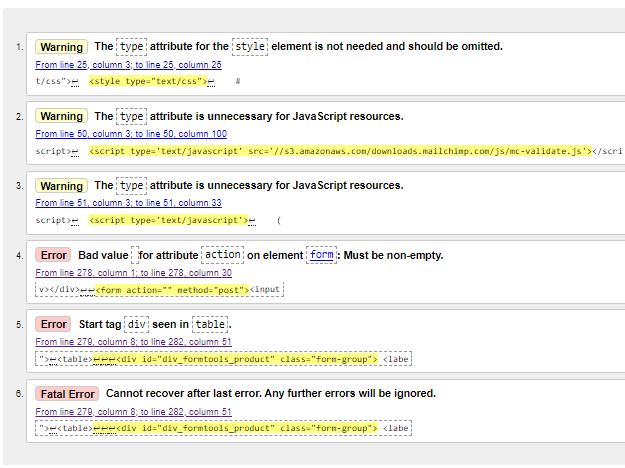 1. Warning The type attribute for the style element is not needed and should be omitted.
From line 25, column 3; to line 25, column 25
t/css">↩ <style type="text/css">↩ #
2. Warning The type attribute is unnecessary for JavaScript resources.
From line 50, column 3; to line 50, column 100
script>↩ <script type='text/javascript' src='//s3.amazonaws.com/downloads.mailchimp.com/js/mc-validate.js'></scri
3. Warning The type attribute is unnecessary for JavaScript resources.
From line 51, column 3; to line 51, column 33
script>↩ <script type='text/javascript'>↩ (
4. Error Bad value for attribute action on element form: Must be non-empty.
From line 278, column 1; to line 278, column 30
v></div>↩↩<form action="" method="post"><input
5. Error Start tag div seen in table.
From line 279, column 8; to line 282, column 51
">↩<table>↩↩↩<div id="div_formtools_product" class="form-group"> <labe
6. Fatal Error Cannot recover after last error. Any further errors will be ignored.
From line 279, column 8; to line 282, column 51
">↩<table>↩↩↩<div id="div_formtools_product" class="form-group"> <labe